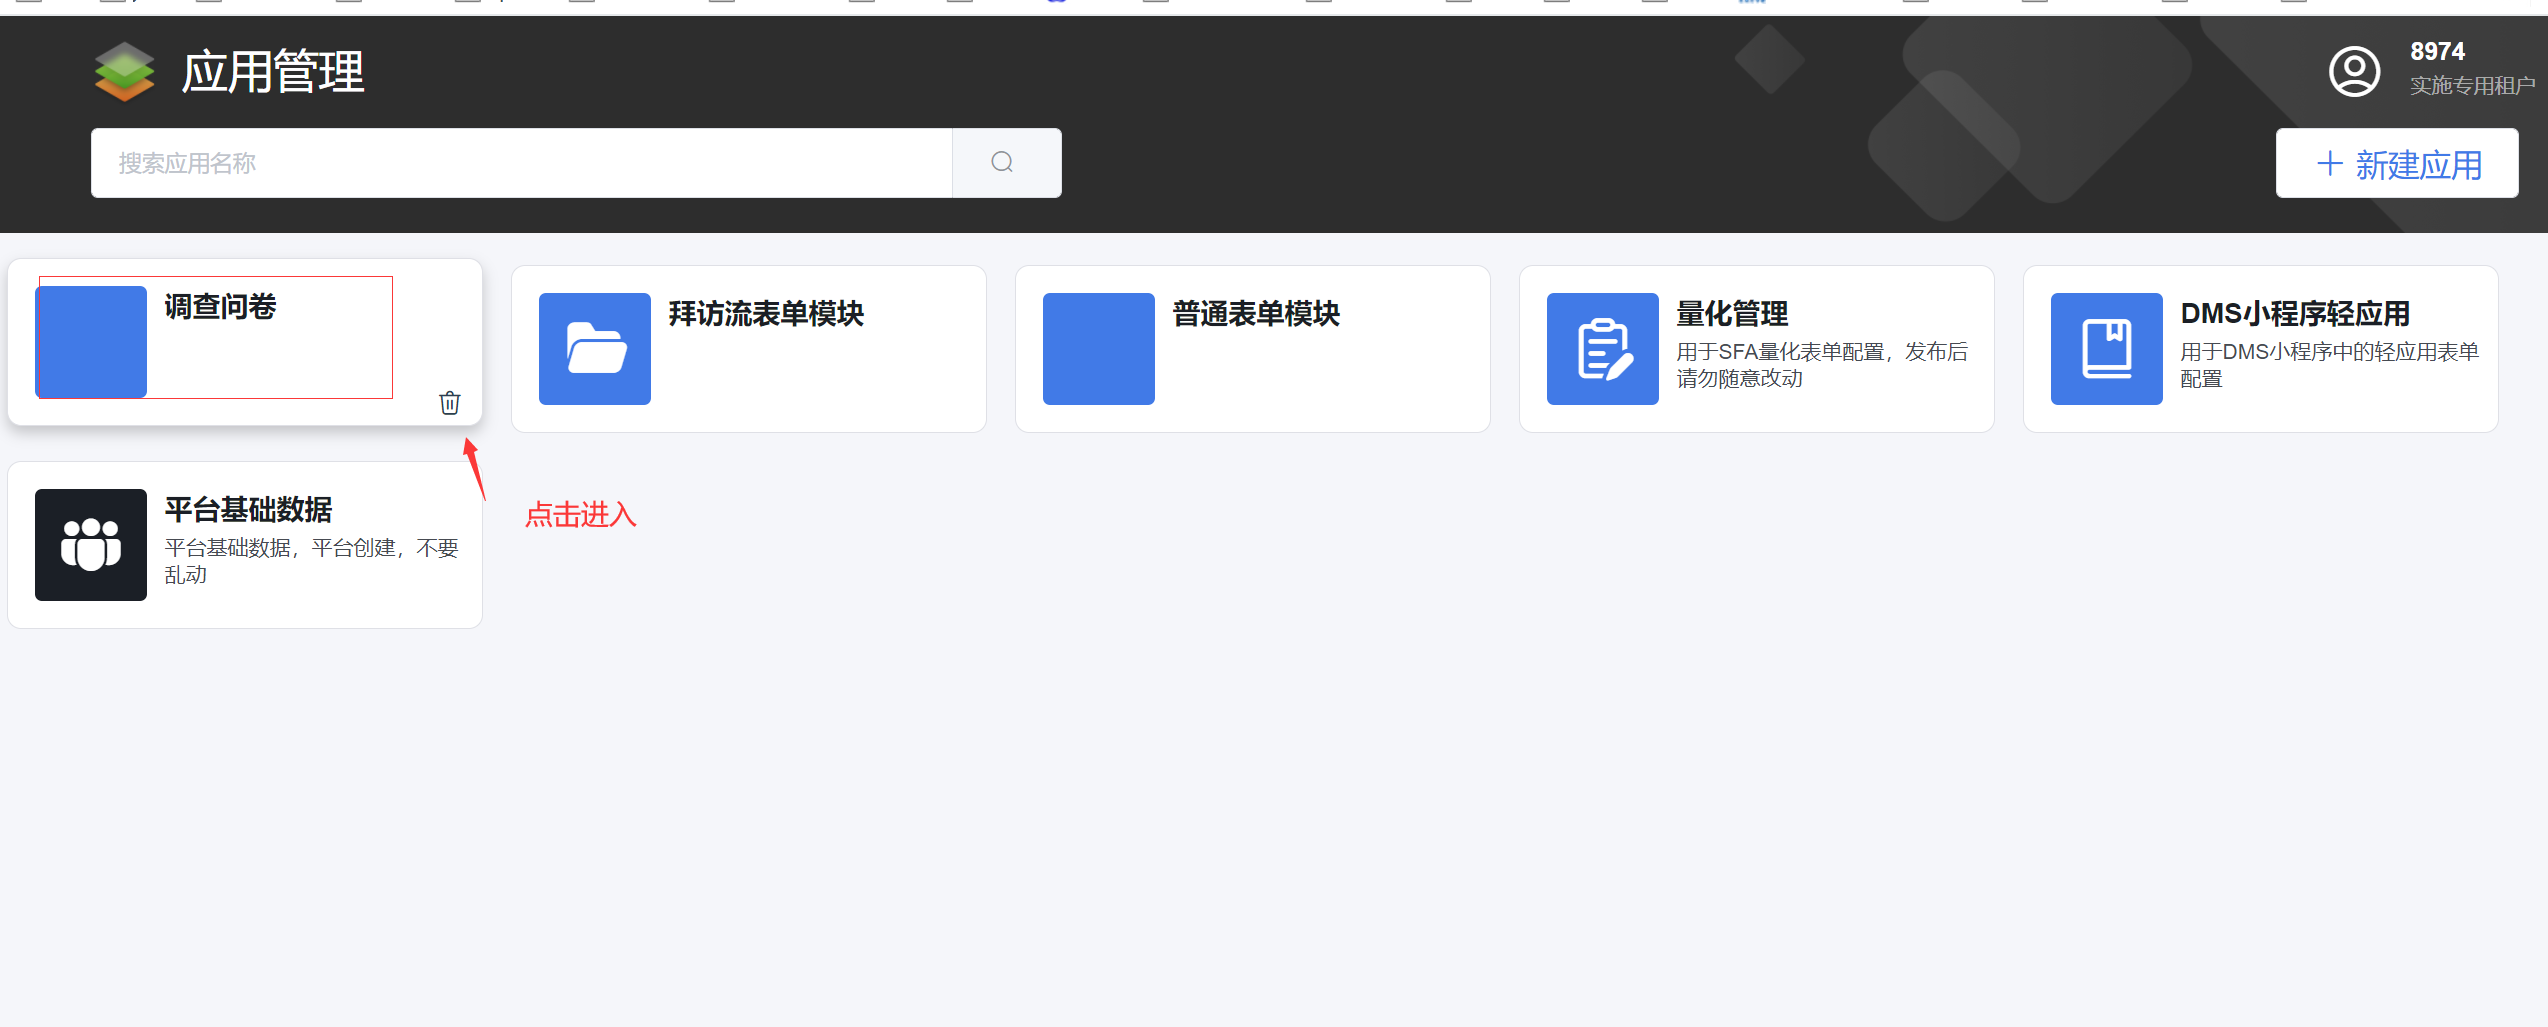 应用管理
8974
实施专用租户
搜索应用名称
新建应用
调查问卷
拜访流表单模块
普通表单模块
量化管理
用于SFA量化表单配置，发布后
请勿随意改动
DMS小程序轻应用
用于DMS小程序中的轻应用表单
配置
平台基础数据
平台基础数据，平台创建，不要
乱动
点击进入